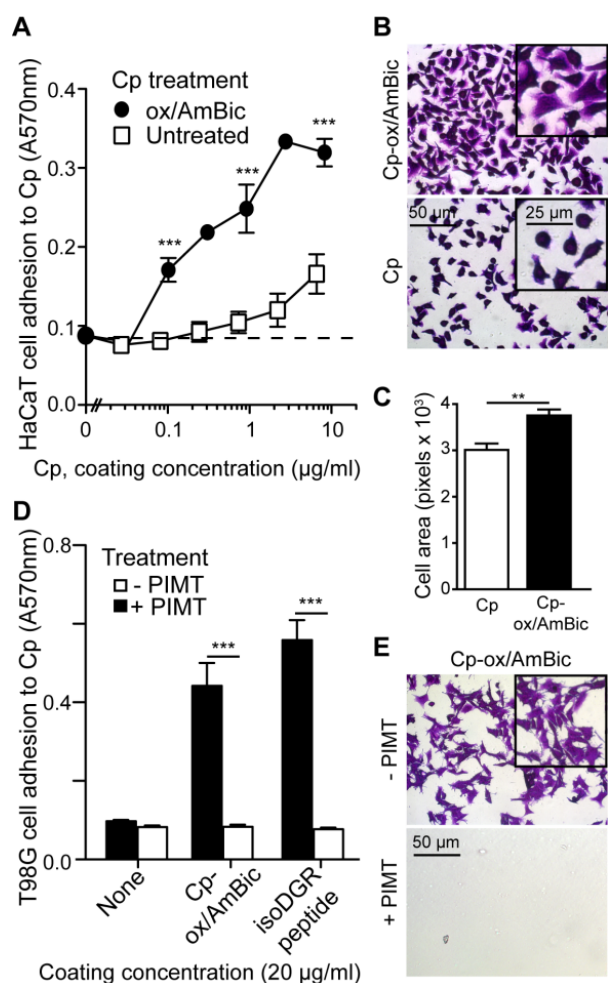 A
HaCaT cell adhesion to Cp (A570nm)
0.4
0.3
0.2
0.1
0.0
Cp treatment
ox/AmBic
Untreated
***
***
***
0
0.1
1
10
Cp, coating concentration (µg/ml)
B
Cp-ox/AmBic
Cp
50 µm
25 µm
C
Cell area (pixels x 10³)
6
3
0
**
Cp
Cp-
ox/AmBic
D
T98G cell adhesion to Cp (A570nm)
0.8
0.4
0.0
Treatment
- PIMT
+ PIMT
***
***
None
Cp-
ox/AmBic
isoDGR
peptide
Coating concentration (20 µg/ml)
E
Cp-ox/AmBic
- PIMT
+ PIMT
50 µm